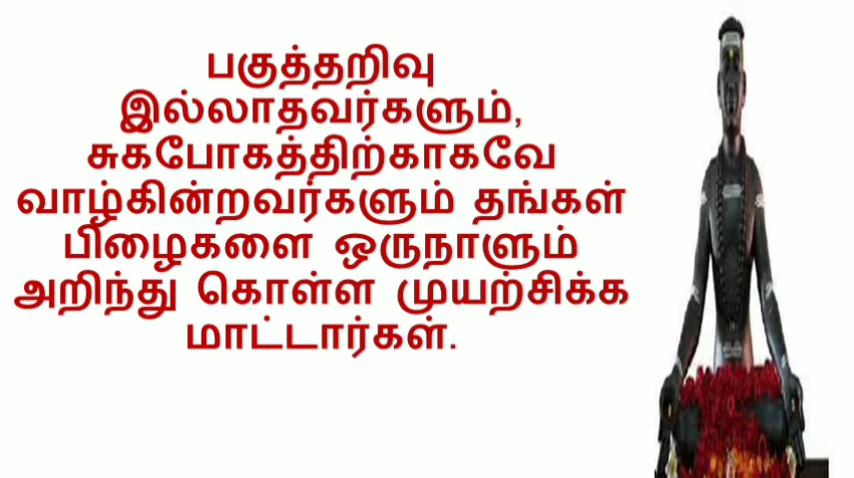 பகுத்தறிவு
இல்லாதவர்களும்,
சுகபோகத்திற்காகவே
வாழ்கின்றவர்களும் தங்கள்
பிழைகளை ஒருநாளும்
அறிந்து கொள்ள முயற்சிக்க
மாட்டார்கள்.